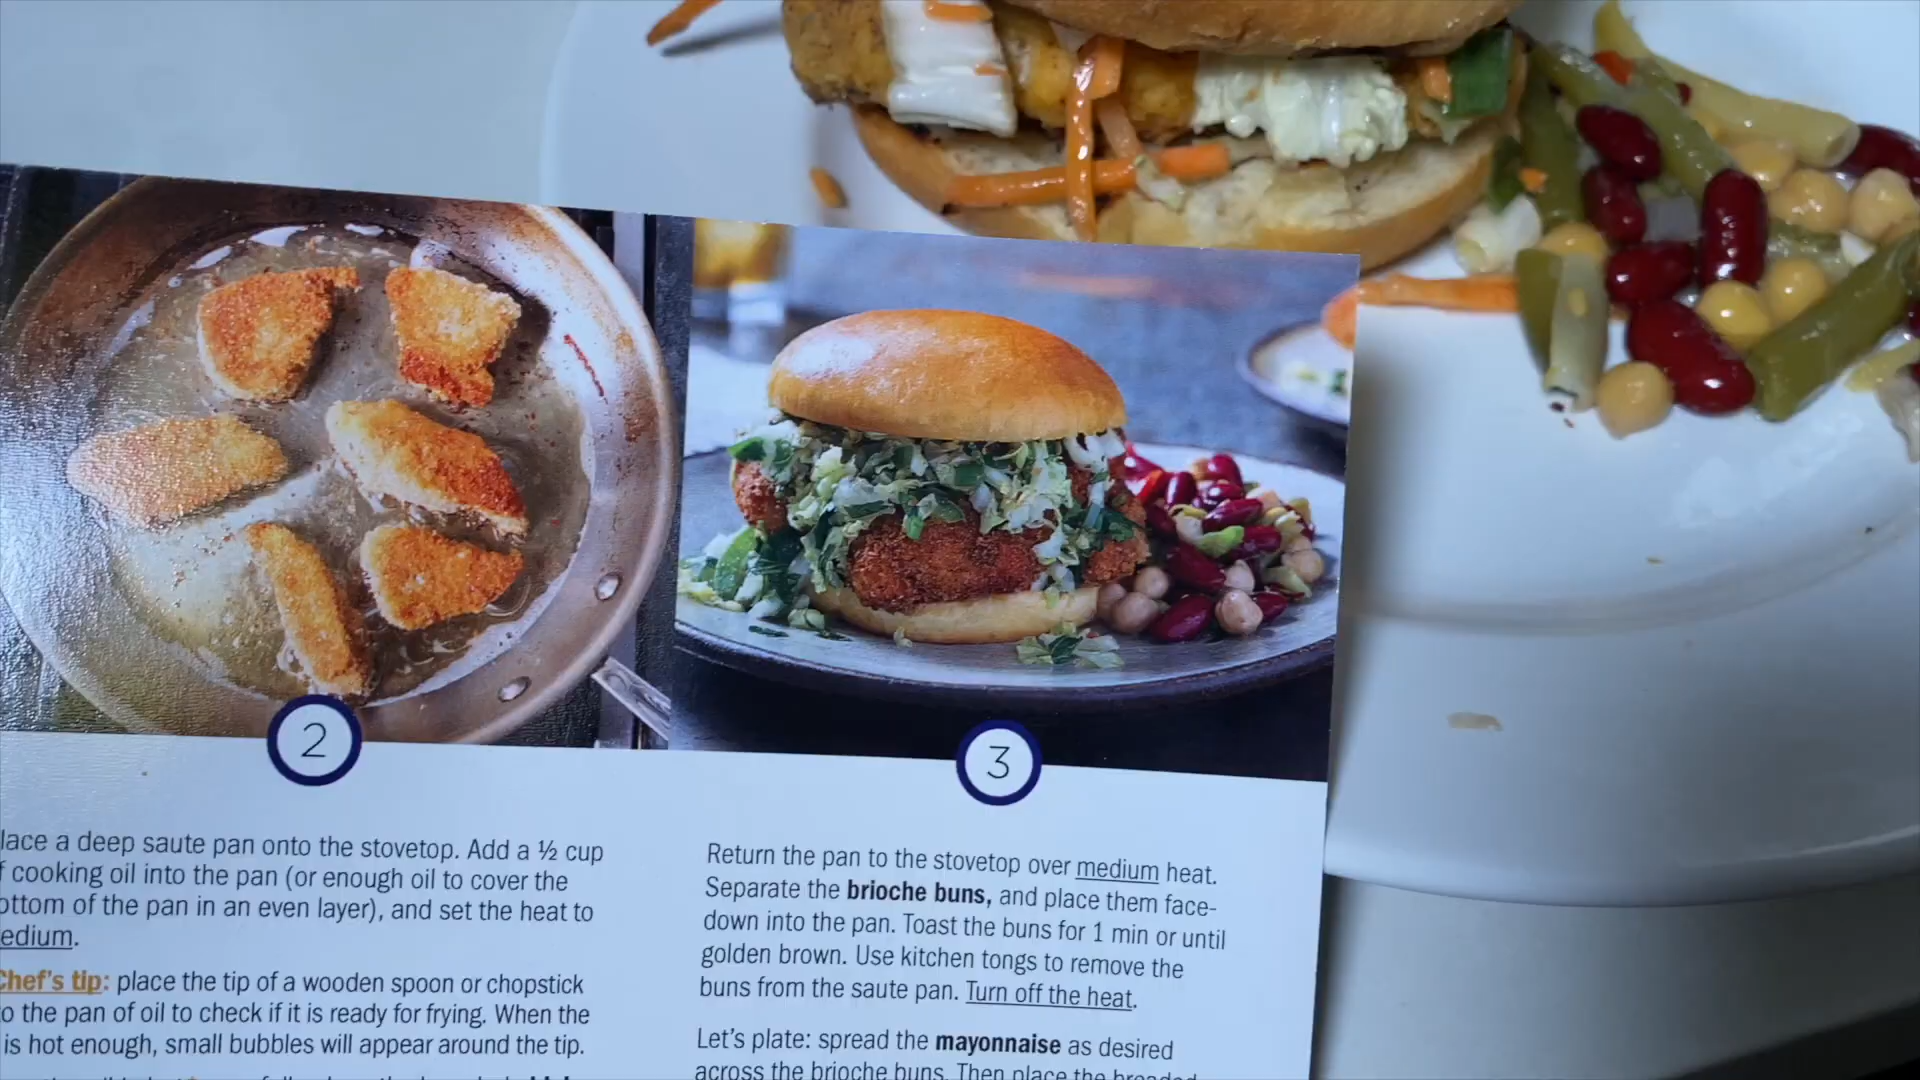 2
lace a deep saute pan onto the stovetop. Add a ½ cup
f cooking oil into the pan (or enough oil to cover the
ottom of the pan in an even layer), and set the heat to
edium.
Chef's tip: place the tip of a wooden spoon or chopstick
o the pan of oil to check if it is ready for frying. When the
is hot enough, small bubbles will appear around the tip.
3
Return the pan to the stovetop over medium heat.
Separate the brioche buns, and place them face-
down into the pan. Toast the buns for 1 min or until
golden brown. Use kitchen tongs to remove the
buns from the saute pan. Turn off the heat.
Let's plate: spread the mayonnaise as desired
across the brioche buns. Then place the breaded